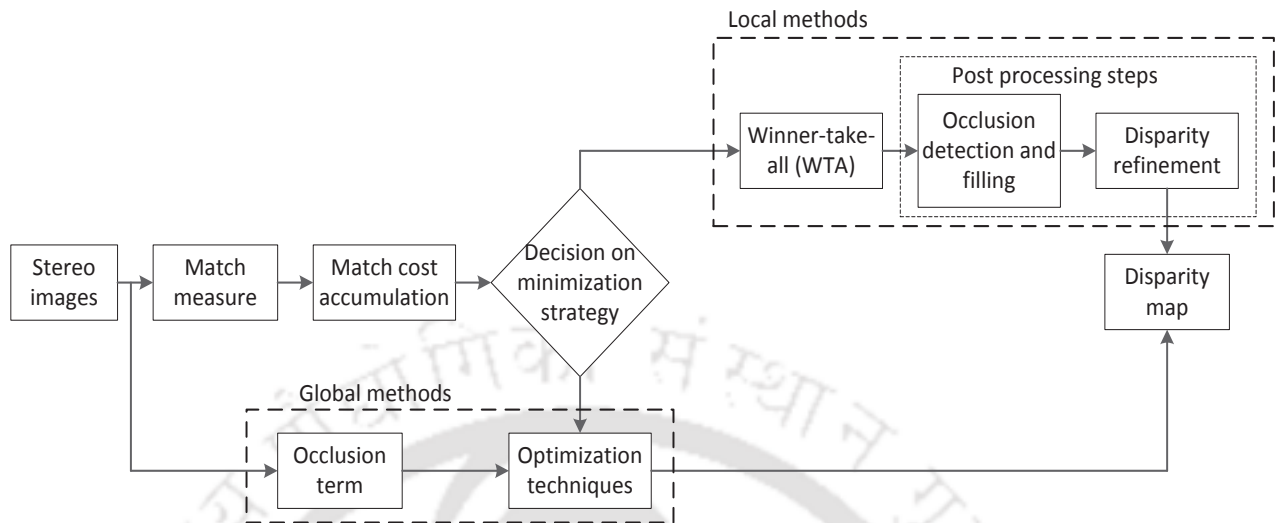 Local methods
Post processing steps
Winner-take-
all (WTA)
Occlusion
detection and
filling
Disparity
refinement
Stereo
images
Match
measure
Match cost
accumulation
Decision on
minimization
strategy
Disparity
map
Global methods
Occlusion
term
Optimization
techniques